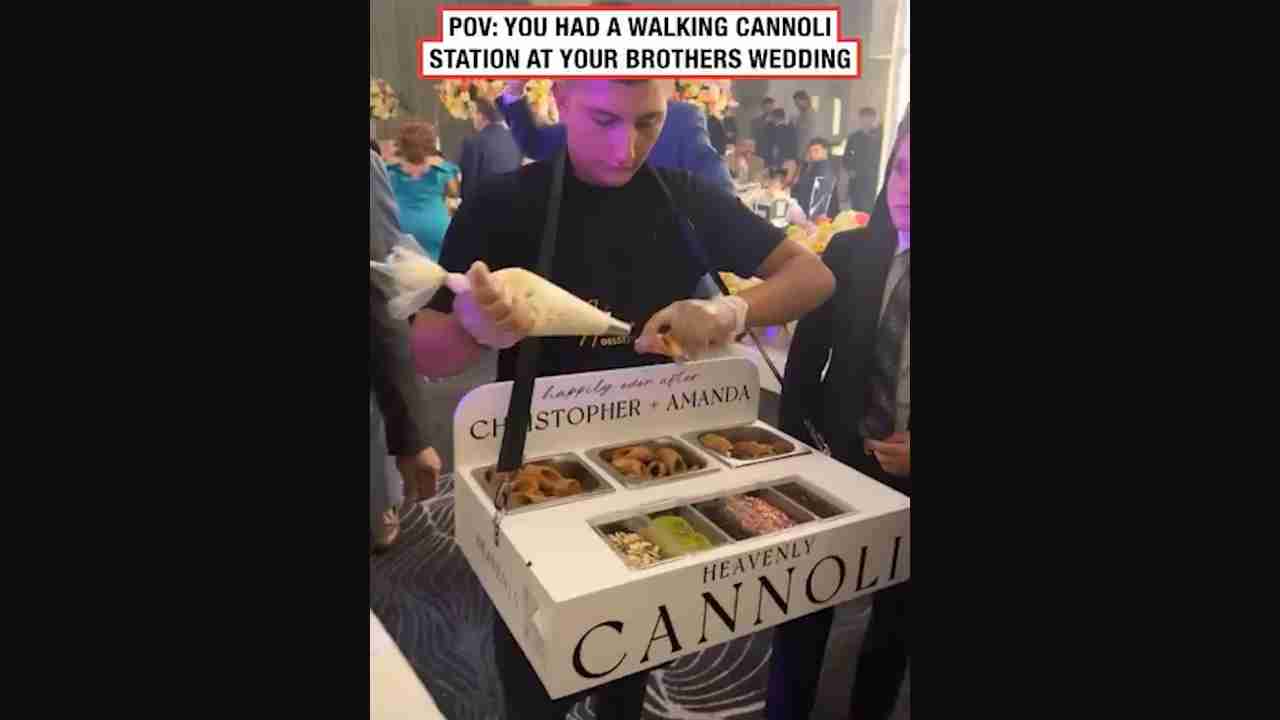 POV: YOU HAD A WALKING CANNOLI
STATION AT YOUR BROTHERS WEDDING
happily ever after
CHRISTOPHER + AMANDA
HEAVENLY
CANNOLI